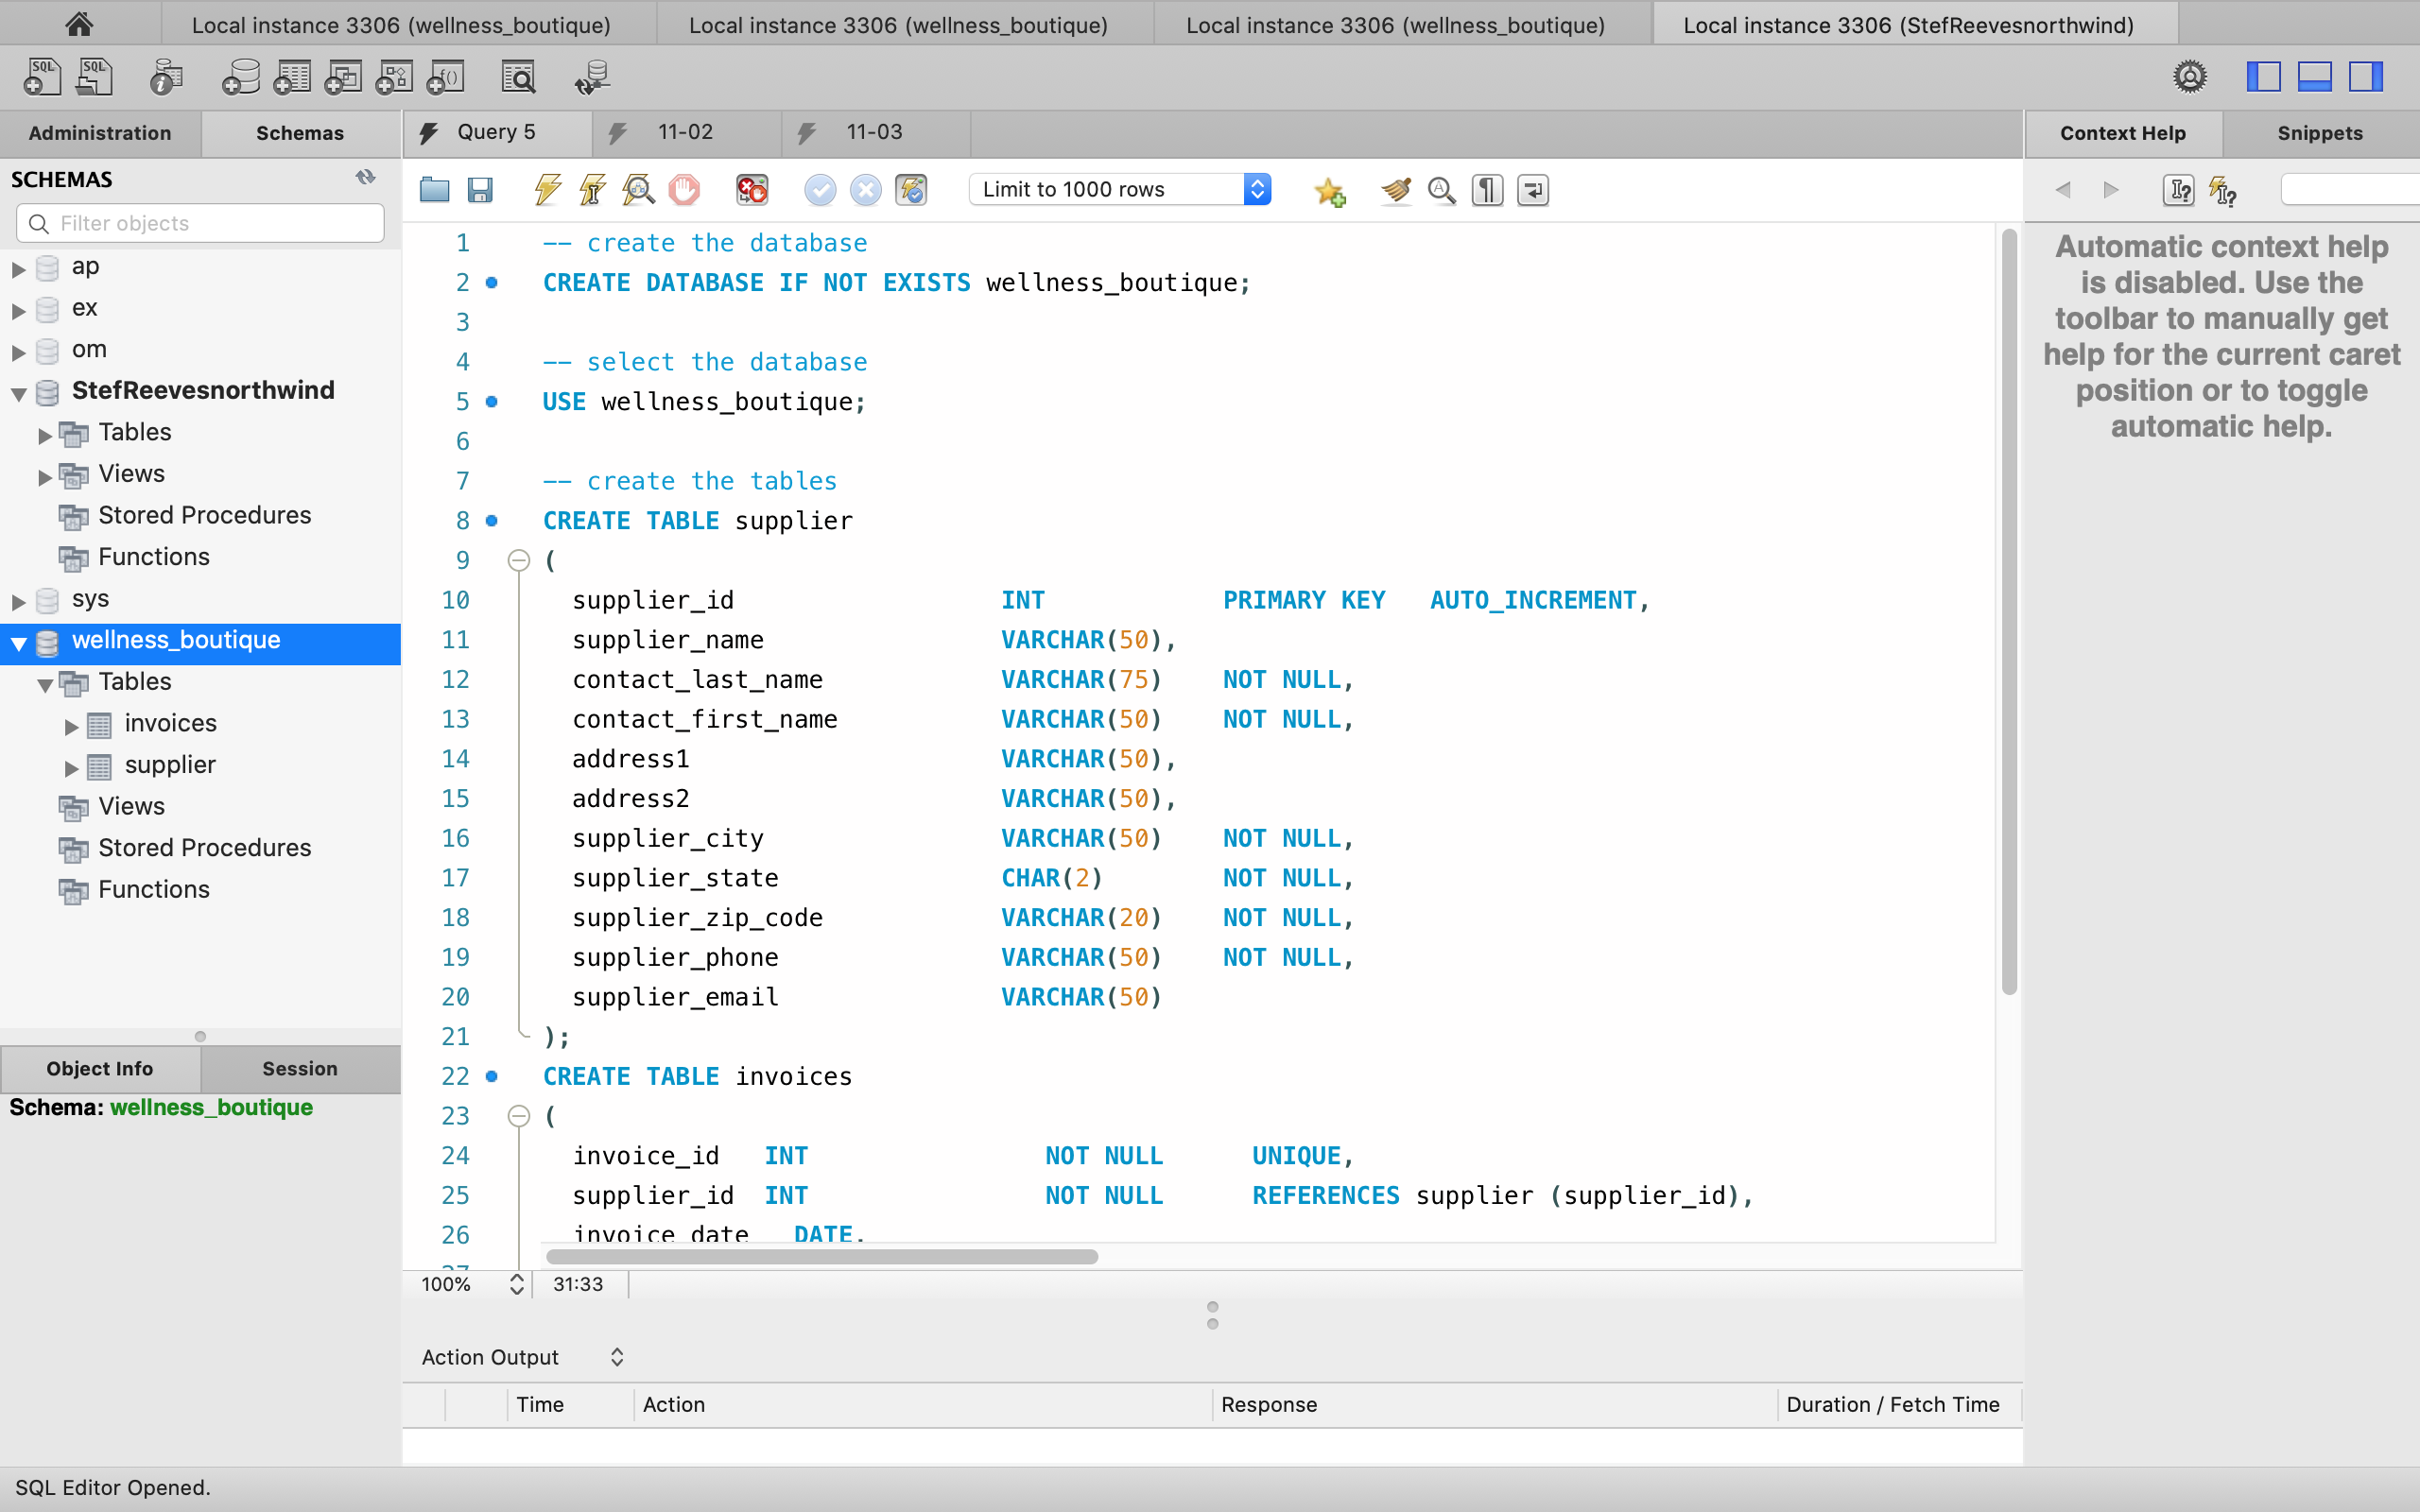 Local instance 3306 (wellness_boutique)
Local instance 3306 (wellness_boutique)
Local instance 3306 (wellness_boutique)
Local instance 3306 (StefReevesnorthwind)
SQL
SQL
Administration
Schemas
Query 5
11-02
11-03
Context Help
Snippets
SCHEMAS
Filter objects
ap
ex
om
StefReevesnorthwind
Tables
Views
Stored Procedures
Functions
sys
wellness_boutique
Tables
invoices
supplier
Views
Stored Procedures
Functions
Object Info
Session
Schema: wellness_boutique
Limit to 1000 rows
1 -- create the database
2 CREATE DATABASE IF NOT EXISTS wellness_boutique;
3
4 -- select the database
5 USE wellness_boutique;
6
7 -- create the tables
8 CREATE TABLE supplier
9 (
10 supplier_id INT PRIMARY KEY AUTO_INCREMENT,
11 supplier_name VARCHAR(50),
12 contact_last_name VARCHAR(75) NOT NULL,
13 contact_first_name VARCHAR(50) NOT NULL,
14 address1 VARCHAR(50),
15 address2 VARCHAR(50),
16 supplier_city VARCHAR(50) NOT NULL,
17 supplier_state CHAR(2) NOT NULL,
18 supplier_zip_code VARCHAR(20) NOT NULL,
19 supplier_phone VARCHAR(50) NOT NULL,
20 supplier_email VARCHAR(50)
21 );
22 CREATE TABLE invoices
23 (
24 invoice_id INT NOT NULL UNIQUE,
25 supplier_id INT NOT NULL REFERENCES supplier (supplier_id),
26 invoice_date DATE,
27
100%
31:33
Automatic context help
is disabled. Use the
toolbar to manually get
help for the current caret
position or to toggle
automatic help.
Action Output
Time
Action
Response
Duration / Fetch Time
SQL Editor Opened.